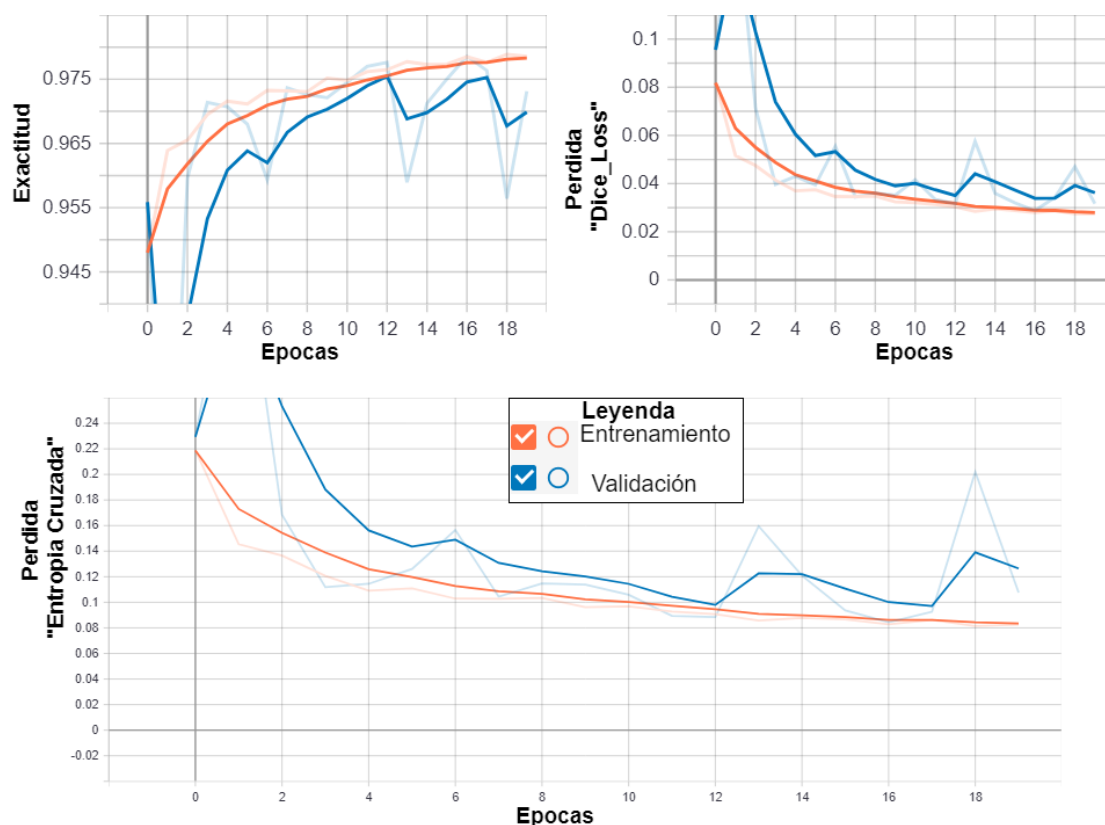 Exactitud
0.975
0.965
0.955
0.945
0 2 4 6 8 10 12 14 16 18
Epocas
Perdida
"Dice_Loss"
0.1
0.08
0.06
0.04
0.02
0
0 2 4 6 8 10 12 14 16 18
Epocas
Perdida
"Entropia Cruzada"
0.24
0.22
0.2
0.18
0.16
0.14
0.12
0.1
0.08
0.06
0.04
0.02
0
-0.02
0 2 4 6 8 10 12 14 16 18
Epocas
Leyenda
Entrenamiento
Validación